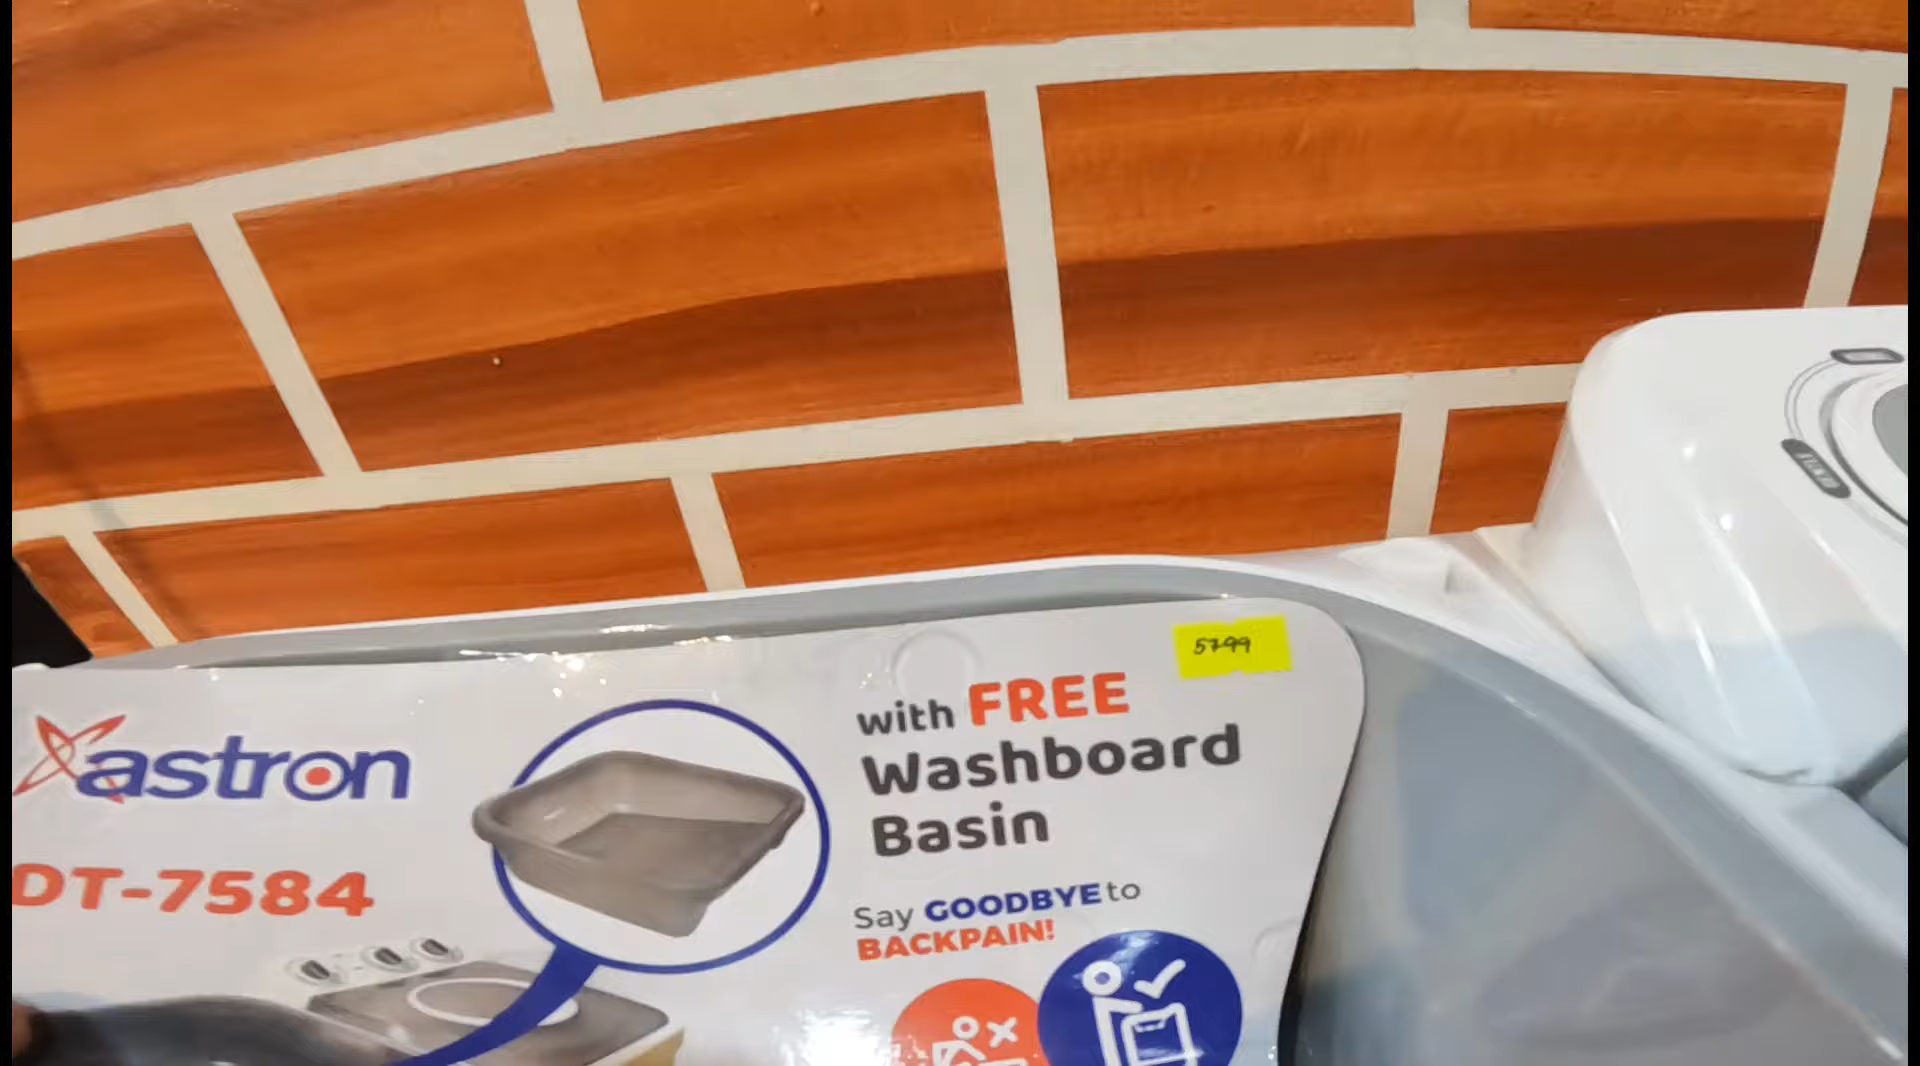 5799
with FREE
Washboard
Basin
astron
DT-7584
Say GOODBYE to
BACKPAIN!